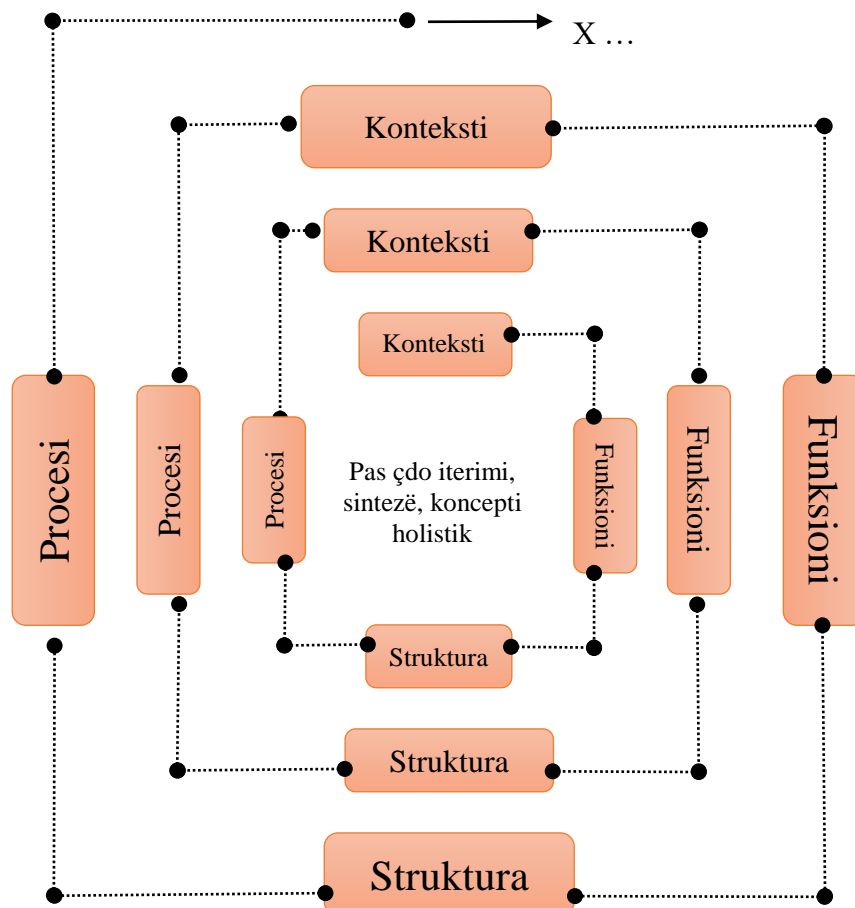 X …
Konteksti
Konteksti
Konteksti
Procesi
Procesi
Procesi
Pas çdo iterimi,
sintezë, koncepti
holistik
Funksioni
Funksioni
Funksioni
Struktura
Struktura
Struktura